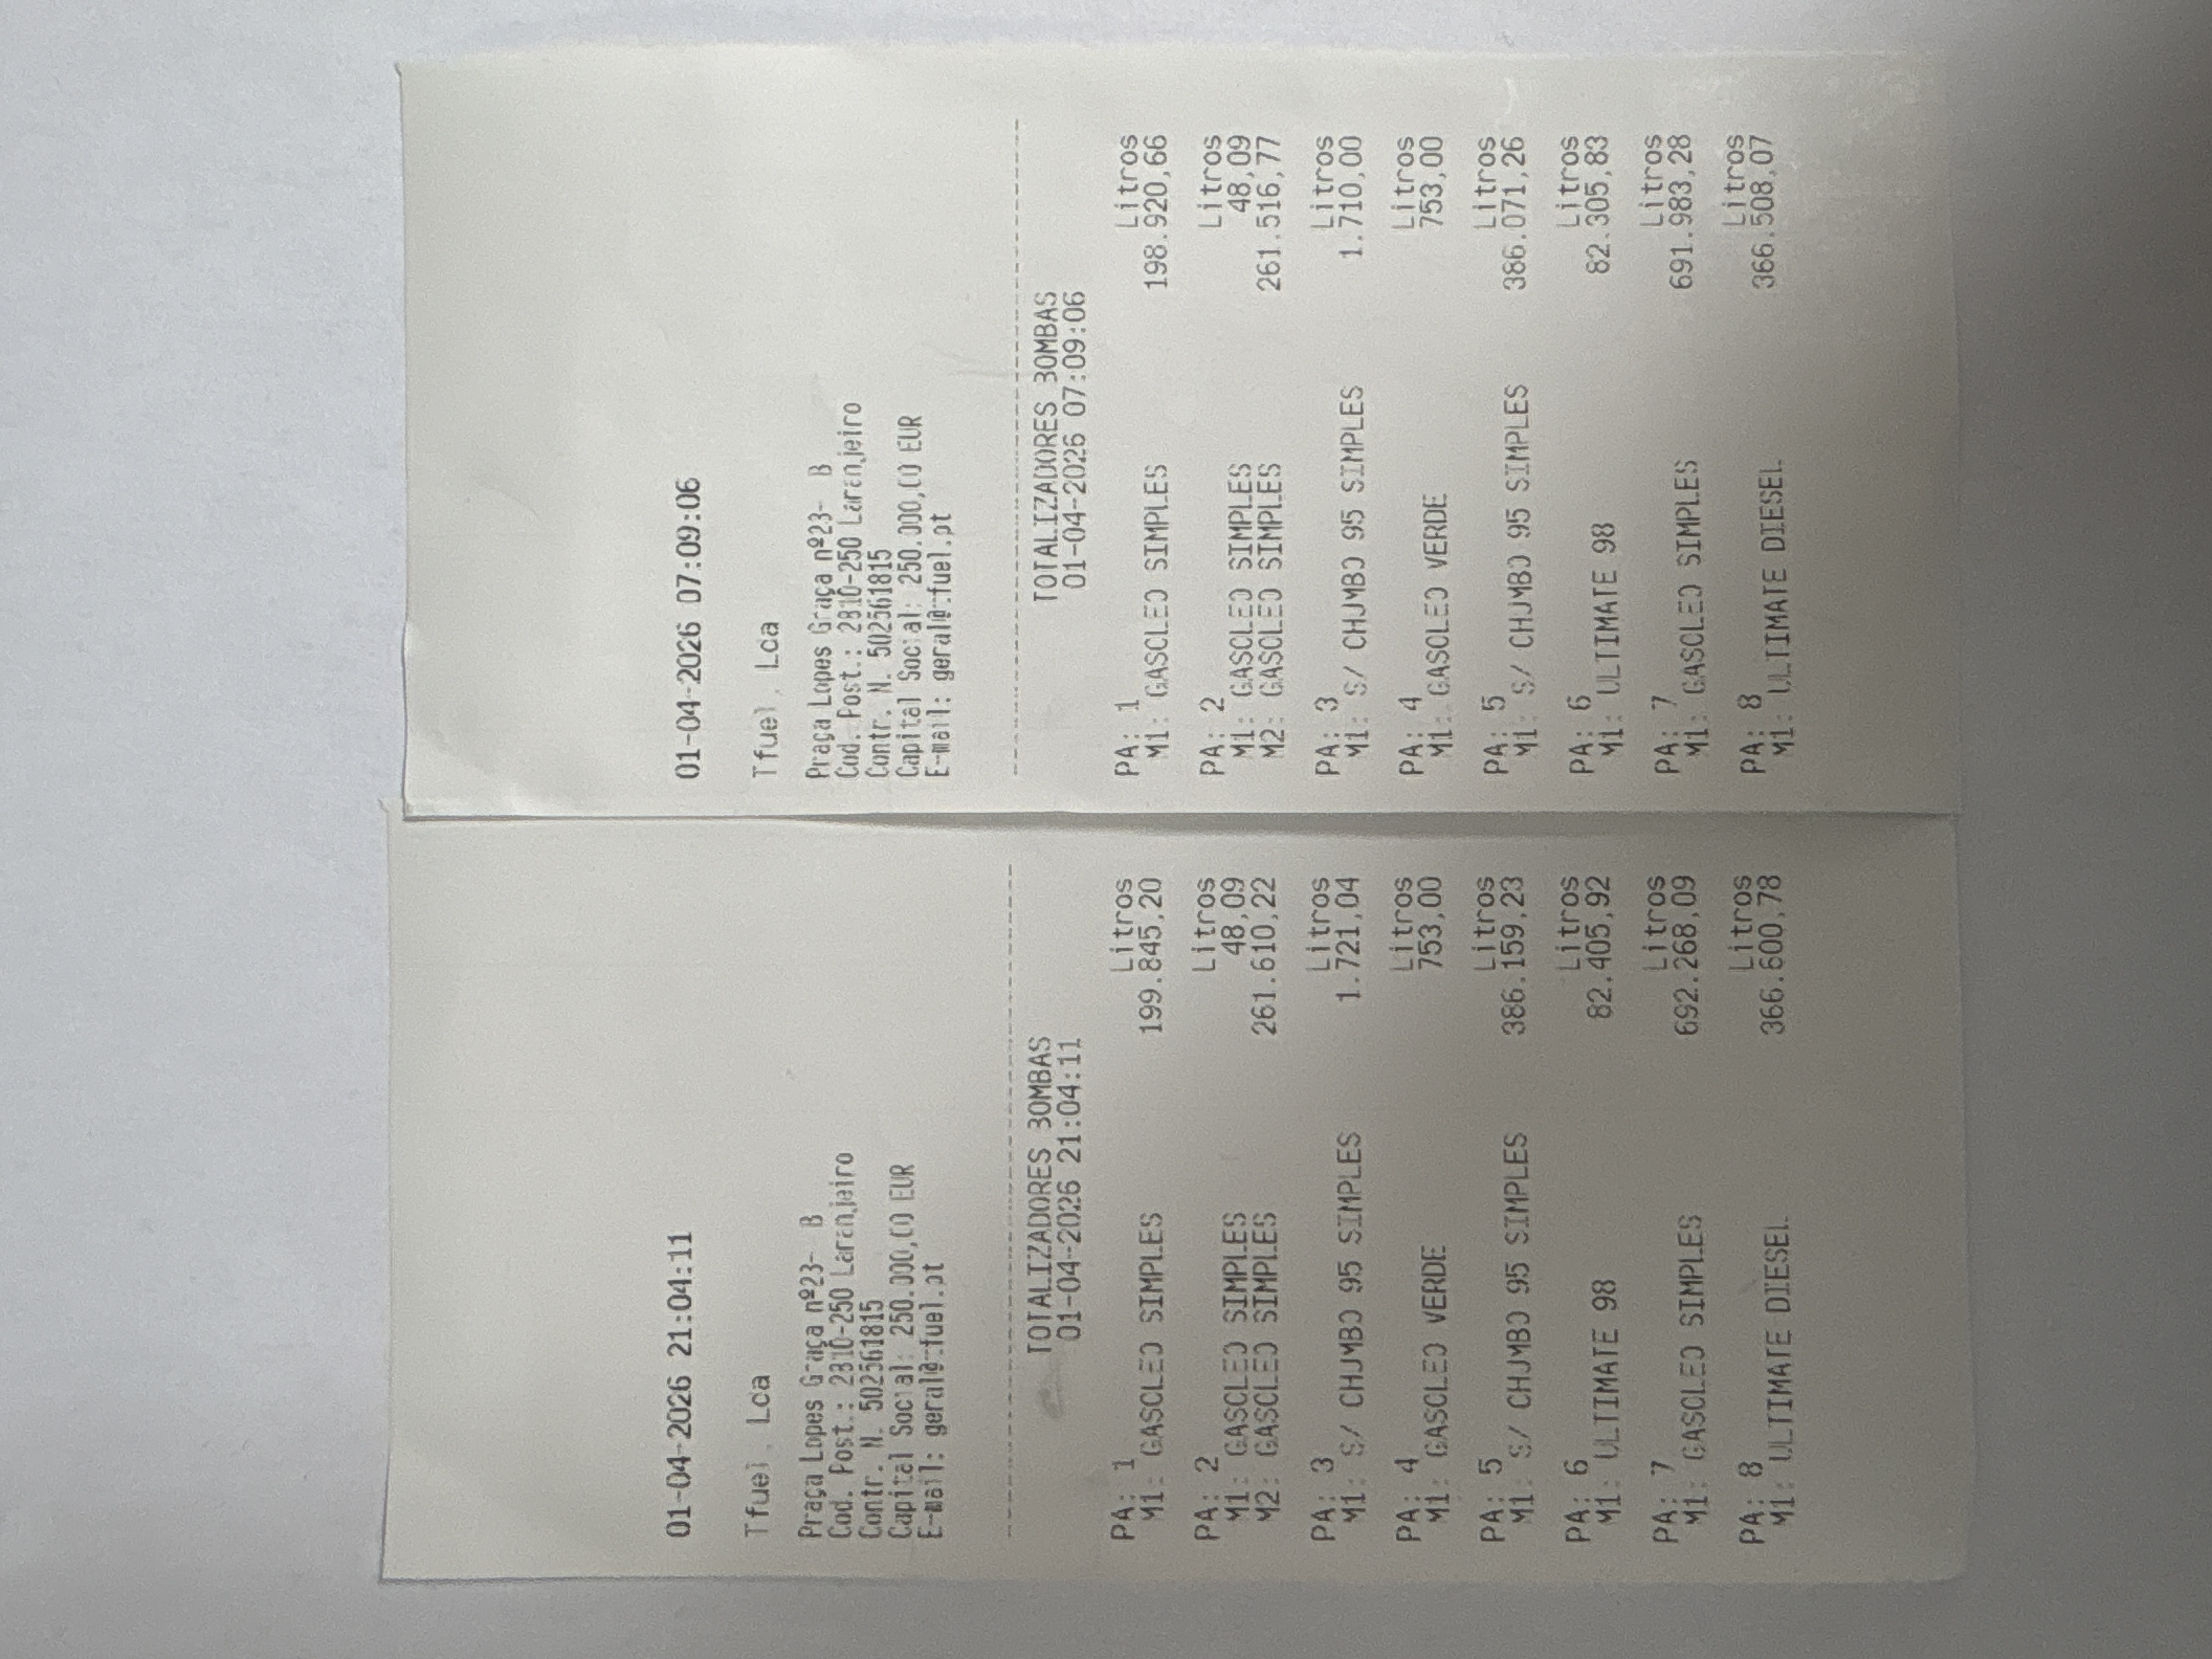 01-04-2026 21:04:11
Tfuel, Lda
Praça Lopes Graça nº23- B
Cod. Post.: 2810-250 Laranjeiro
Contr. N. 502561815
Capital Social: 250.000,00 EUR
E-mail: geral@tfuel.pt
TOTALIZADORES BOMBAS
01-04-2026 21:04:11
PA: 1 Litros
M1: GASOLEO SIMPLES 199.845,20
PA: 2 Litros
M1: GASOLEO SIMPLES 48,09
M2: GASOLEO SIMPLES 261.610,22
PA: 3 Litros
M1: S/ CHUMBO 95 SIMPLES 1.721,04
PA: 4 Litros
M1: GASOLEO VERDE 753,00
PA: 5 Litros
M1: S/ CHUMBO 95 SIMPLES 386.159,23
PA: 6 Litros
M1: ULTIMATE 98 82.405,92
PA: 7 Litros
M1: GASOLEO SIMPLES 692.268,09
PA: 8 Litros
M1: ULTIMATE DIESEL 366.600,78
01-04-2026 07:09:06
Tfuel, Lda
Praça Lopes Graça nº23- B
Cod. Post.: 2810-250 Laranjeiro
Contr. N. 502561815
Capital Social: 250.000,00 EUR
E-mail: geral@tfuel.pt
TOTALIZADORES BOMBAS
01-04-2026 07:09:06
PA: 1 Litros
M1: GASOLEO SIMPLES 198.920,66
PA: 2 Litros
M1: GASOLEO SIMPLES 48,09
M2: GASOLEO SIMPLES 261.516,77
PA: 3 Litros
M1: S/ CHUMBO 95 SIMPLES 1.710,00
PA: 4 Litros
M1: GASOLEO VERDE 753,00
PA: 5 Litros
M1: S/ CHUMBO 95 SIMPLES 386.071,26
PA: 6 Litros
M1: ULTIMATE 98 82.305,83
PA: 7 Litros
M1: GASOLEO SIMPLES 691.983,28
PA: 8 Litros
M1: ULTIMATE DIESEL 366.508,07